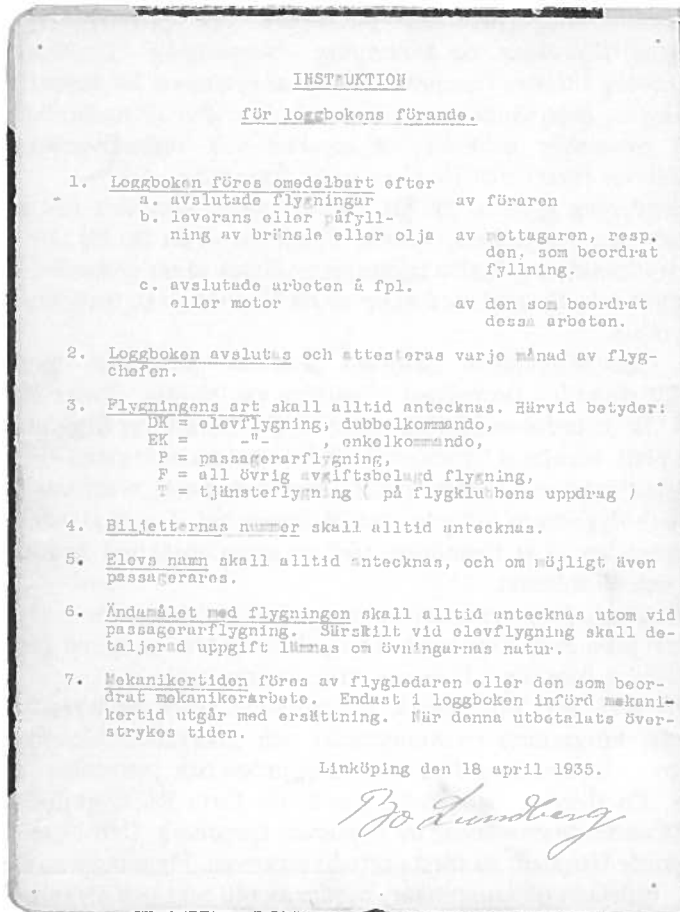 INSTRUKTION
för loggbokens förande.
1. Loggboken föres omedelbart efter
a. avslutade flygningar av föraren
b. leverans eller påfyll-
ning av bränsle eller olja av mottagaren, resp.
den, som beordrat
fyllning.
c. avslutade arbeten å fpl.
eller motor av den som beordrat
dessa arbeten.
2. Loggboken avslutas och attesteras varje månad av flyg-
chefen.
3. Flygningens art skall alltid antecknas. Härvid betyder:
DK = elevflygning, dubbelkommando,
EK = -"- , enkelkommando,
P = passagerarflygning,
F = all övrig avgiftsbelagd flygning,
T = tjänsteflygning ( på flygklubbens uppdrag
4. Biljetternas nummer skall alltid antecknas.
5. Elevs namn skall alltid antecknas, och om möjligt även
passagerares.
6. Ändamålet med flygningen skall alltid antecknas utom vid
passagerarflygning. Särskilt vid elevflygning skall de-
taljerad uppgift lämnas om övningarnas natur.
7. Mekanikertiden föres av flygledaren eller den som beor-
drat mekanikerarbete. Endast i loggboken införd mekani-
kertid utgår med ersättning. När denna utbetalats över-
strykes tiden.
Linköping den 18 april 1935.
Bo Lundberg